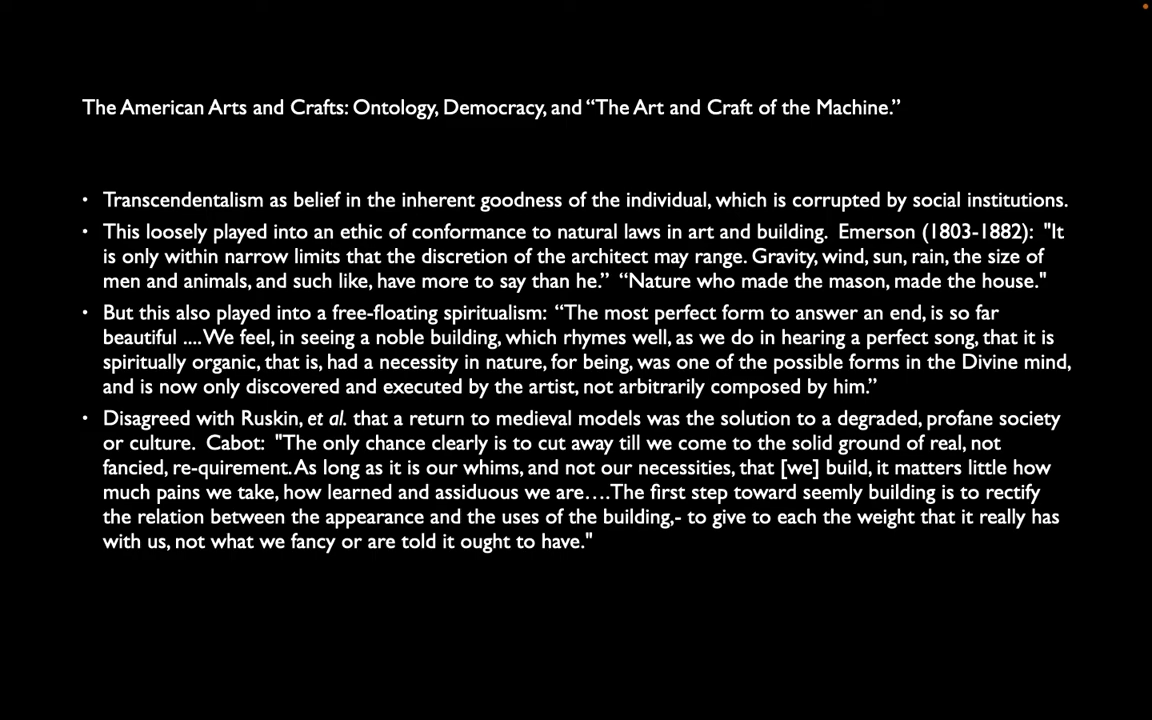 The American Arts and Crafts: Ontology, Democracy, and “The Art and Craft of the Machine.”
• Transcendentalism as belief in the inherent goodness of the individual, which is corrupted by social institutions.
• This loosely played into an ethic of conformance to natural laws in art and building.  Emerson (1803-1882):  "It
is only within narrow limits that the discretion of the architect may range. Gravity, wind, sun, rain, the size of
men and animals, and such like, have more to say than he.”  “Nature who made the mason, made the house."
• But this also played into a free-floating spiritualism: “The most perfect form to answer an end, is so far
beautiful ....We feel, in seeing a noble building, which rhymes well, as we do in hearing a perfect song, that it is
spiritually organic, that is, had a necessity in nature, for being, was one of the possible forms in the Divine mind,
and is now only discovered and executed by the artist, not arbitrarily composed by him.”
• Disagreed with Ruskin, et al. that a return to medieval models was the solution to a degraded, profane society
or culture.  Cabot:  "The only chance clearly is to cut away till we come to the solid ground of real, not
fancied, re-quirement. As long as it is our whims, and not our necessities, that [we] build, it matters little how
much pains we take, how learned and assiduous we are….The first step toward seemly building is to rectify
the relation between the appearance and the uses of the building,- to give to each the weight that it really has
with us, not what we fancy or are told it ought to have."